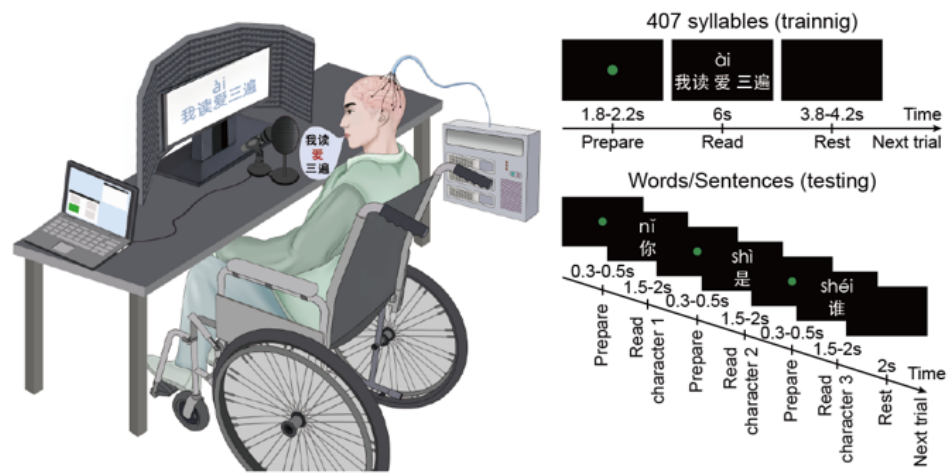 ài
我读爱三遍
我读
爱
三遍
407 syllables (trainnig)
ài
我读 爱 三遍
1.8-2.2s
6s
3.8-4.2s
Time
Prepare
Read
Rest
Next trial
Words/Sentences (testing)
nǐ
你
shì
是
shéi
谁
0.3-0.5s
1.5-2s
0.3-0.5s
1.5-2s
0.3-0.5s
1.5-2s
2s
Time
Prepare
Read
character 1
Prepare
Read
character 2
Prepare
Read
character 3
Rest
Next trial